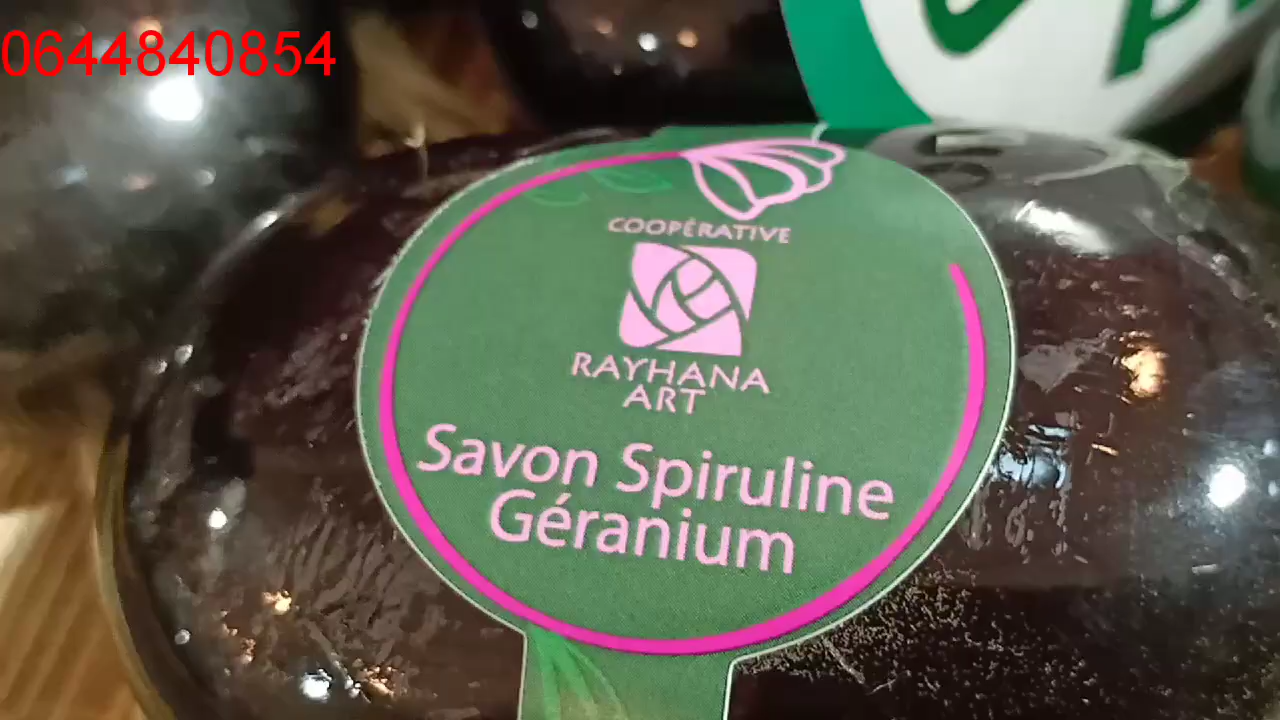 0644840854
COOPÉRATIVE
RAYHANA
ART
Savon Spiruline
Géranium